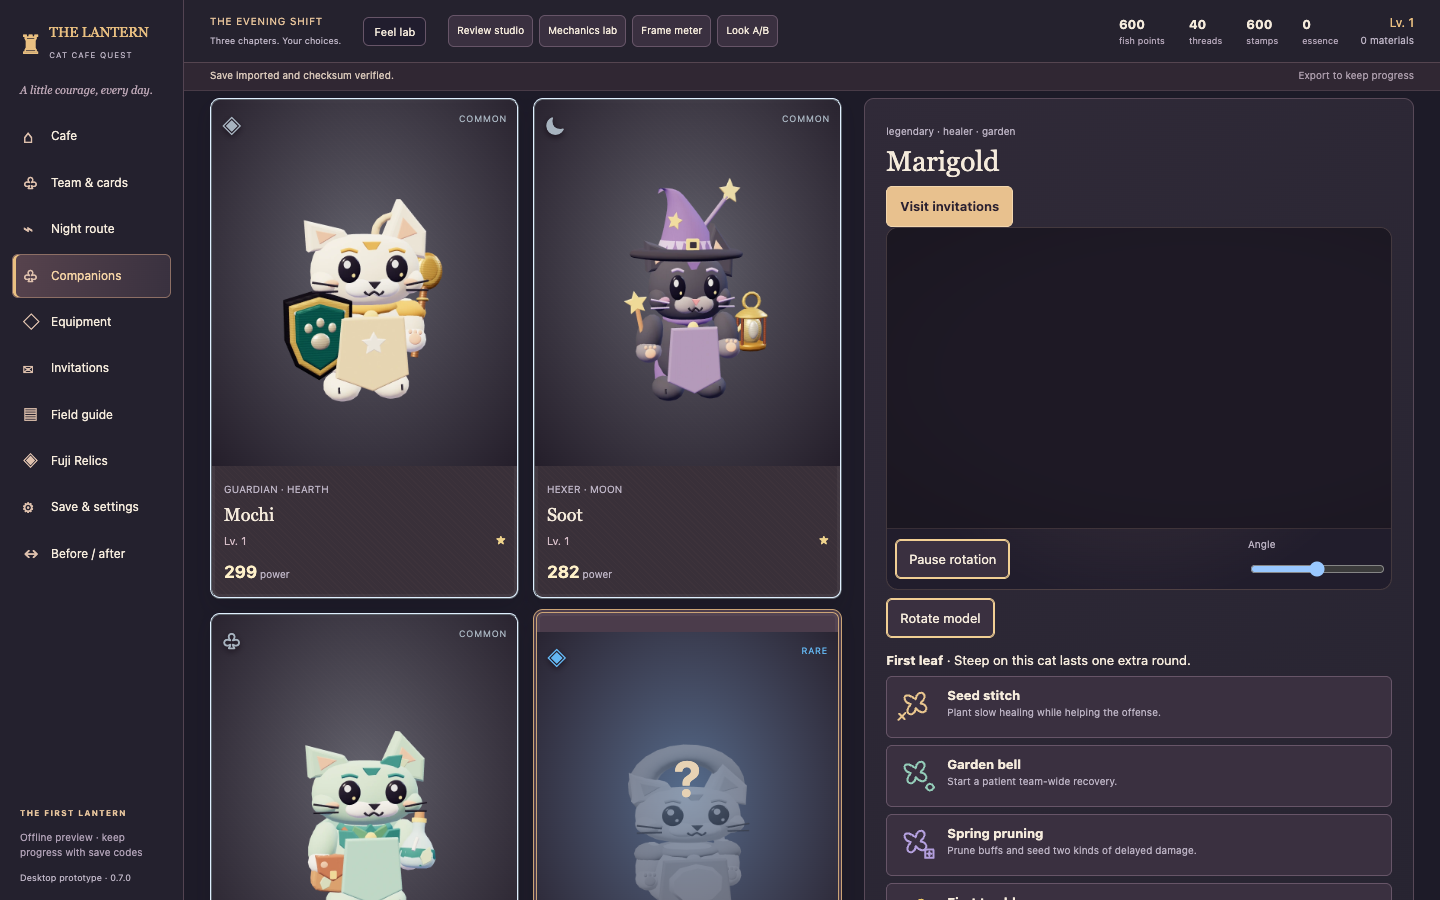 THE LANTERN
CAT CAFE QUEST
A little courage, every day.
Cafe
Team & cards
Night route
Companions
Equipment
Invitations
Field guide
Fuji Relics
Save & settings
Before / after
THE FIRST LANTERN
Offline preview · keep
progress with save codes
Desktop prototype · 0.7.0
THE EVENING SHIFT
Three chapters. Your choices.
Feel lab
Review studio
Mechanics lab
Frame meter
Look A/B
600
fish points
40
threads
600
stamps
0
essence
Lv. 1
0 materials
Save imported and checksum verified.
Export to keep progress
COMMON
GUARDIAN · HEARTH
Mochi
Lv. 1
299 power
COMMON
HEXER · MOON
Soot
Lv. 1
282 power
COMMON
RARE
?
legendary · healer · garden
Marigold
Visit invitations
Pause rotation
Angle
Rotate model
First leaf · Steep on this cat lasts one extra round.
Seed stitch
Plant slow healing while helping the offense.
Garden bell
Start a patient team-wide recovery.
Spring pruning
Prune buffs and seed two kinds of delayed damage.